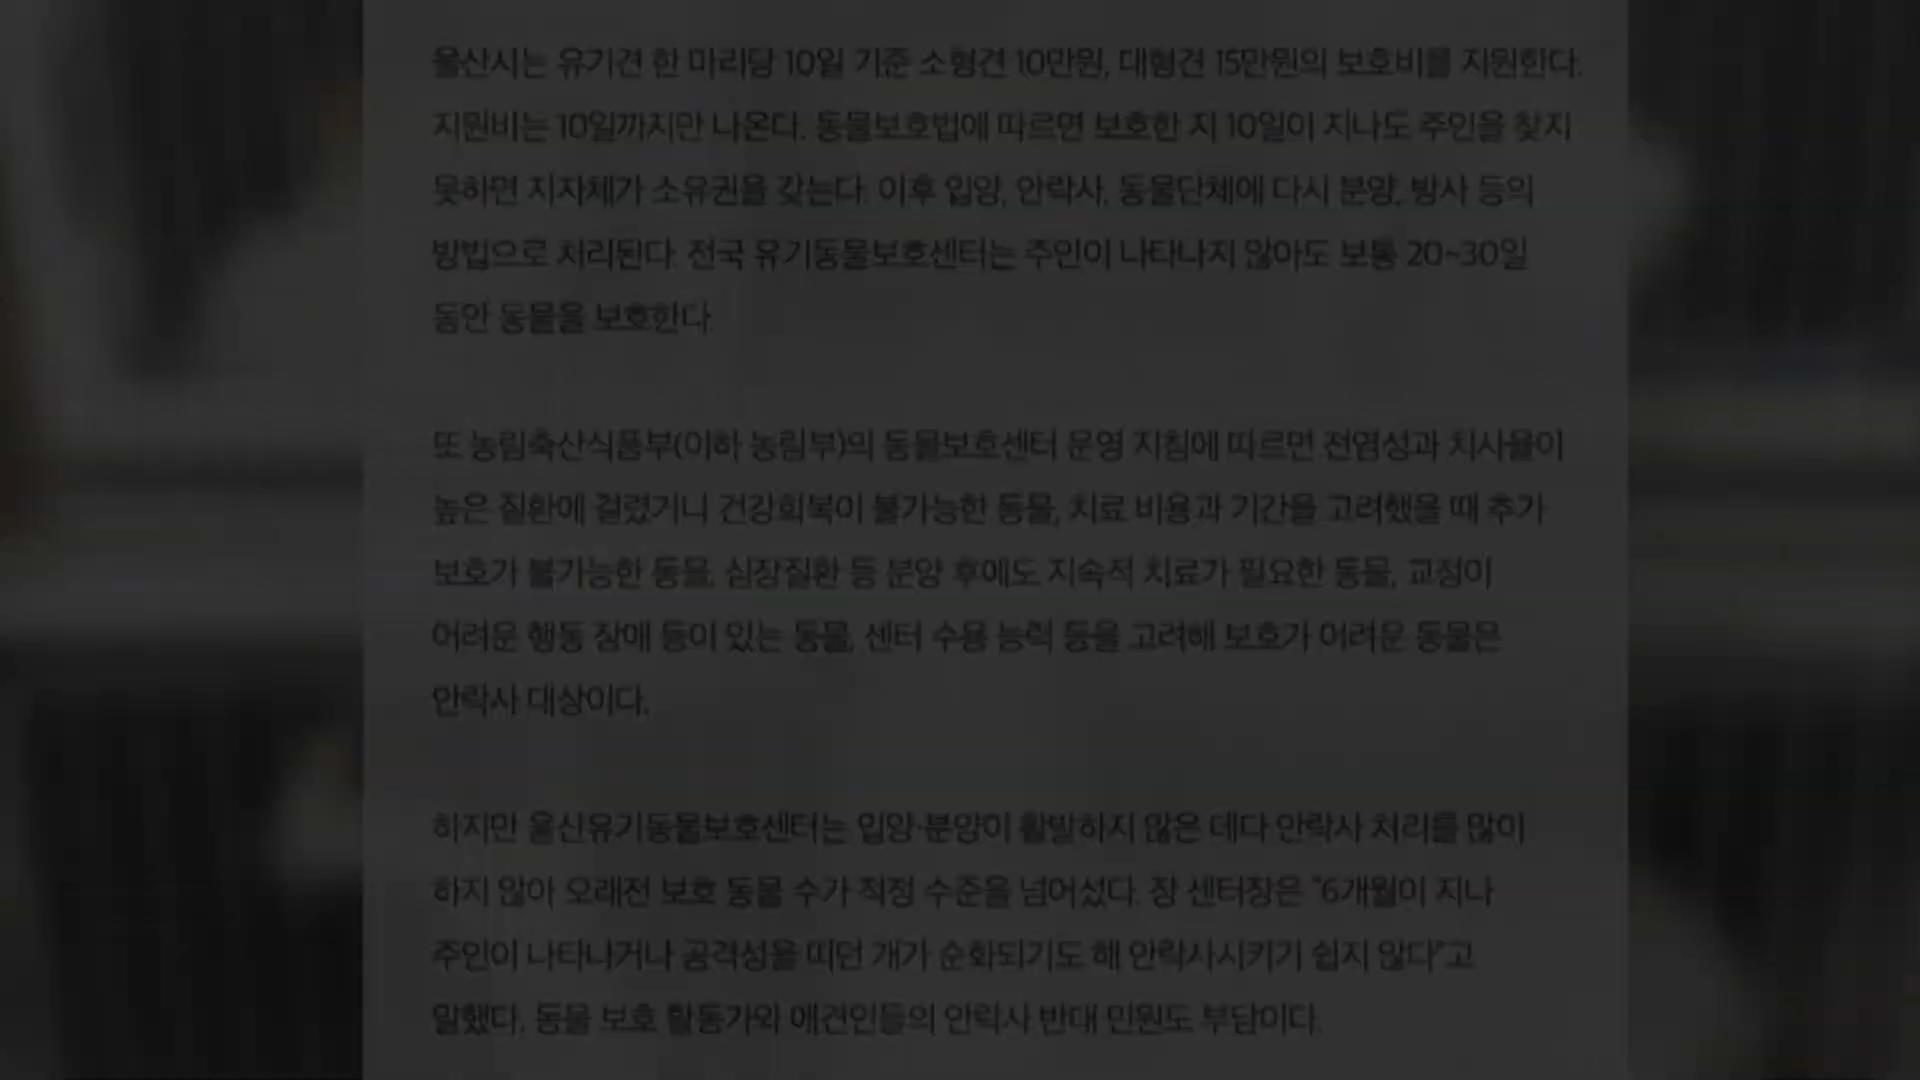 울산시는 유기견 한 마리당 10일 기준 소형견 10만원, 대형견 15만원의 보호비를 지원한다.
지원비는 10일까지만 나온다. 동물보호법에 따르면 보호한 지 10일이 지나도 주인을 찾지
못하면 지자체가 소유권을 갖는다. 이후 입양, 안락사, 동물단체에 다시 분양, 방사 등의
방법으로 처리된다. 전국 유기동물보호센터는 주인이 나타나지 않아도 보통 20~30일
동안 동물을 보호한다.
또 농림축산식품부(이하 농림부)의 동물보호센터 운영 지침에 따르면 전염성과 치사율이
높은 질환에 걸렸거나 건강회복이 불가능한 동물, 치료 비용과 기간을 고려했을 때 추가
보호가 불가능한 동물, 심장질환 등 분양 후에도 지속적 치료가 필요한 동물, 교정이
어려운 행동 장애 등이 있는 동물, 센터 수용 능력 등을 고려해 보호가 어려운 동물은
안락사 대상이다.
하지만 울산유기동물보호센터는 입양·분양이 활발하지 않은 데다 안락사 처리를 많이
하지 않아 오래전 보호 동물 수가 적정 수준을 넘어섰다. 장 센터장은 "6개월이 지나
주인이 나타나거나 공격성을 띠던 개가 순화되기도 해 안락사시키기 쉽지 않다"고
말했다. 동물 보호 활동가와 애견인들의 안락사 반대 민원도 부담이다.